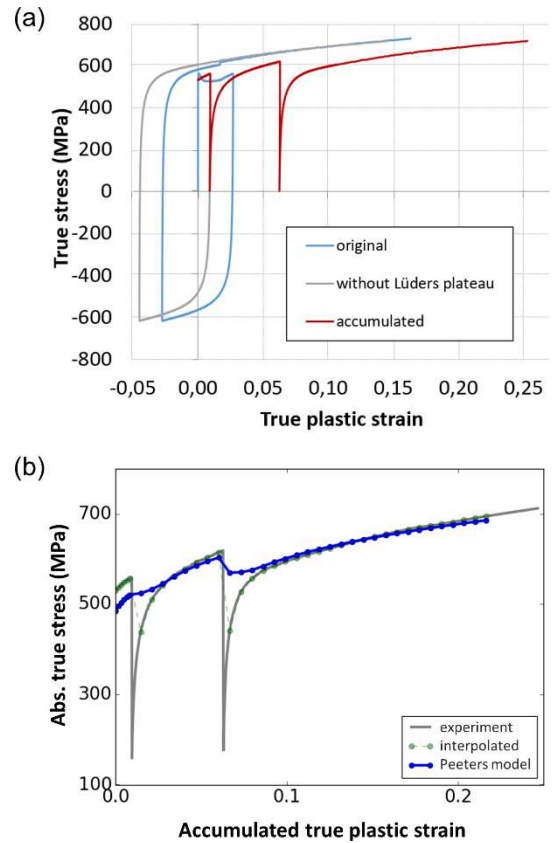 (a)
800
600
400
200
0
-200
-400
-600
-800
True stress (MPa)
original
without Lüders plateau
accumulated
-0,05 0,00 0,05 0,10 0,15 0,20 0,25
True plastic strain
(b)
700
500
300
100
Abs. true stress (MPa)
experiment
interpolated
Peeters model
0.0 0.1 0.2
Accumulated true plastic strain